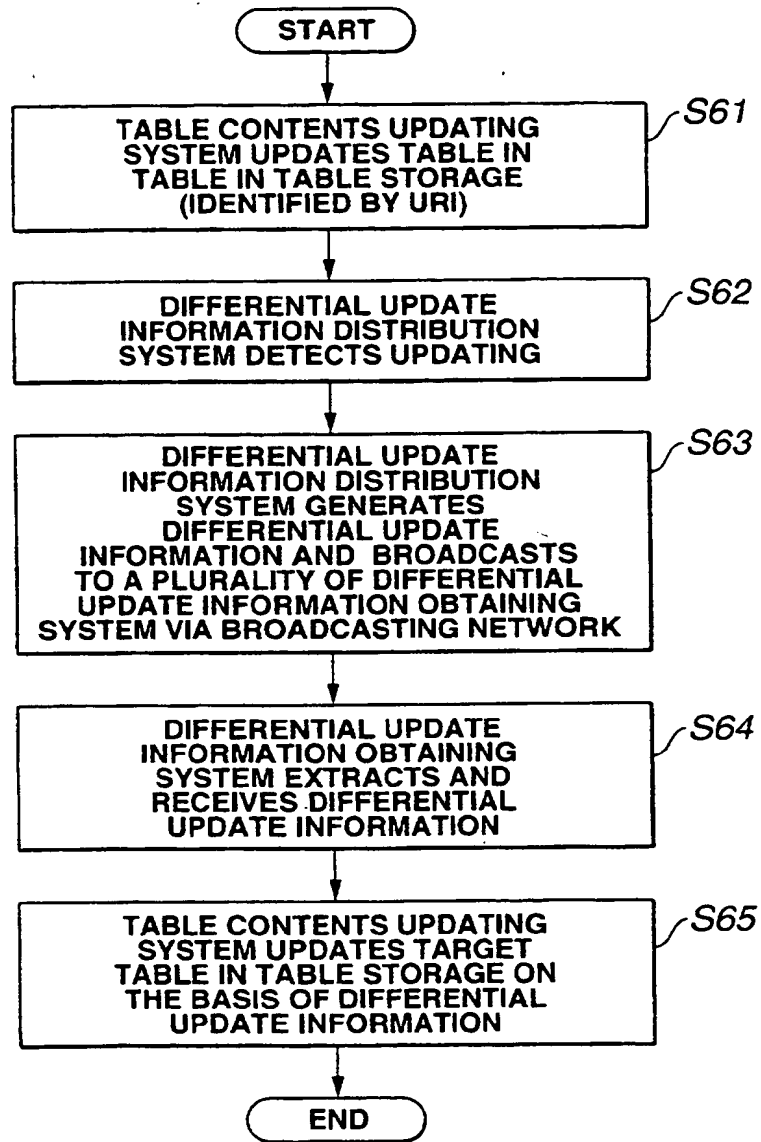 START
S61
TABLE CONTENTS UPDATING
SYSTEM UPDATES TABLE IN
TABLE IN TABLE STORAGE
(IDENTIFIED BY URI)
S62
DIFFERENTIAL UPDATE
INFORMATION DISTRIBUTION
SYSTEM DETECTS UPDATING
S63
DIFFERENTIAL UPDATE
INFORMATION DISTRIBUTION
SYSTEM GENERATES
DIFFERENTIAL UPDATE
INFORMATION AND BROADCASTS
TO A PLURALITY OF DIFFERENTIAL
UPDATE INFORMATION OBTAINING
SYSTEM VIA BROADCASTING NETWORK
S64
DIFFERENTIAL UPDATE
INFORMATION OBTAINING
SYSTEM EXTRACTS AND
RECEIVES DIFFERENTIAL
UPDATE INFORMATION
S65
TABLE CONTENTS UPDATING
SYSTEM UPDATES TARGET
TABLE IN TABLE STORAGE ON
THE BASIS OF DIFFERENTIAL
UPDATE INFORMATION
END